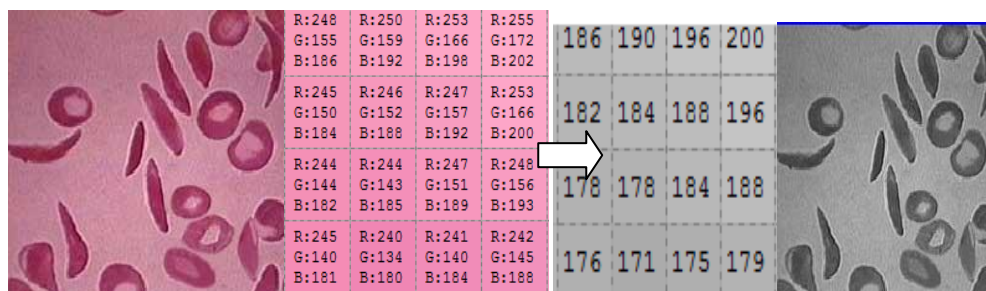 R:248 R:250 R:253 R:255
G:155 G:159 G:166 G:172
B:186 B:192 B:198 B:202
R:245 R:246 R:247 R:253
G:150 G:152 G:157 G:166
B:184 B:188 B:192 B:200
R:244 R:244 R:247 R:248
G:144 G:143 G:151 G:156
B:182 B:185 B:189 B:193
R:245 R:240 R:241 R:242
G:140 G:134 G:140 G:145
B:181 B:180 B:184 B:188
186 190 196 200
182 184 188 196
178 178 184 188
176 171 175 179